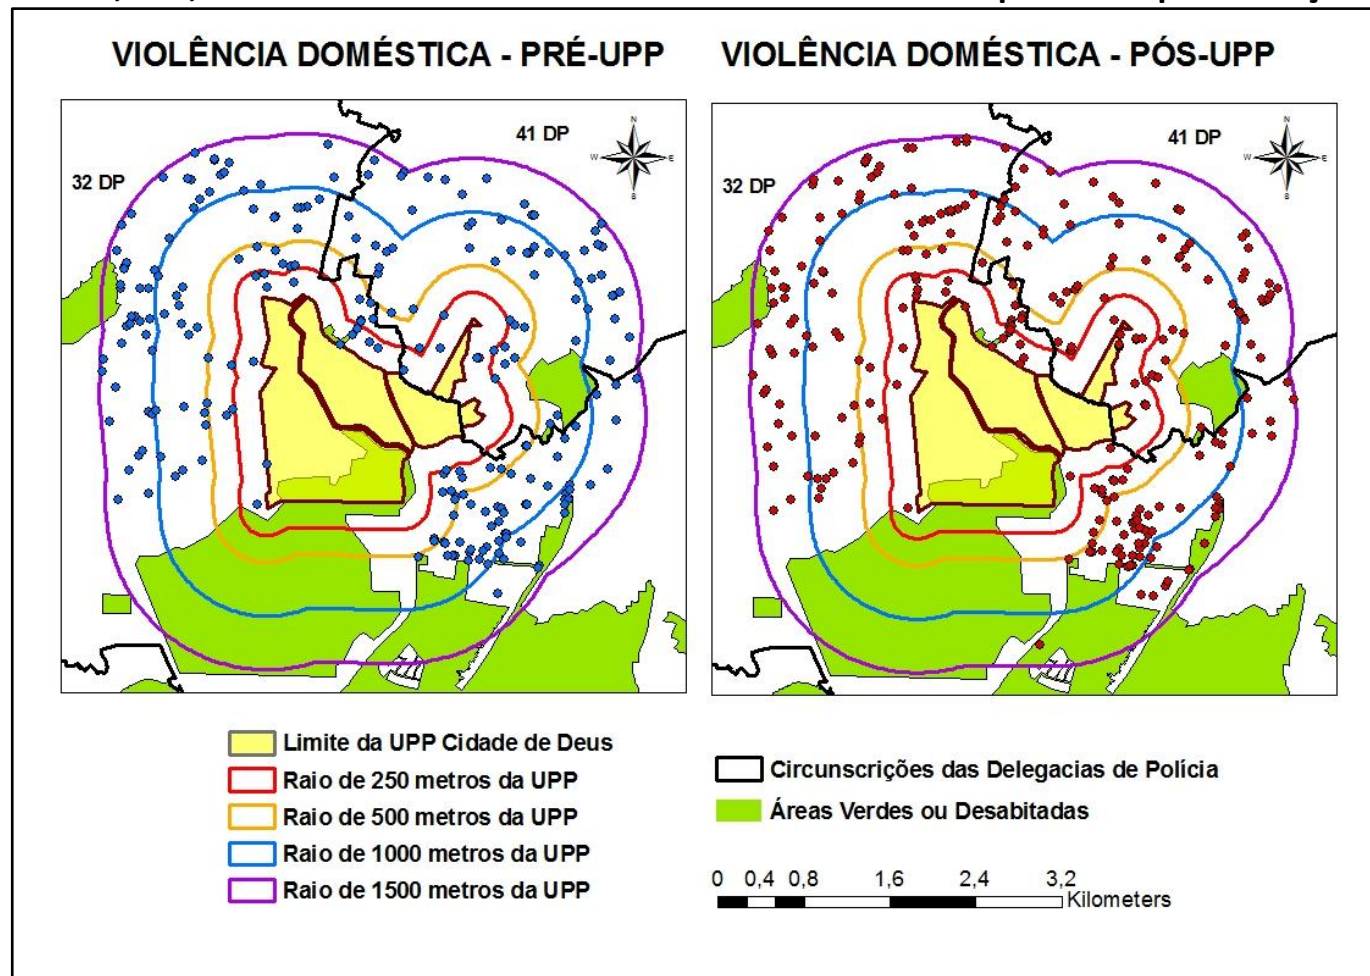 VIOLÊNCIA DOMÉSTICA - PRÉ-UPP
VIOLÊNCIA DOMÉSTICA - PÓS-UPP
41 DP
32 DP
N
W
E
S
41 DP
32 DP
N
W
E
S
Limite da UPP Cidade de Deus
Raio de 250 metros da UPP
Raio de 500 metros da UPP
Raio de 1000 metros da UPP
Raio de 1500 metros da UPP
Circunscrições das Delegacias de Polícia
Áreas Verdes ou Desabitadas
0 0,4 0,8 1,6 2,4 3,2
Kilometers